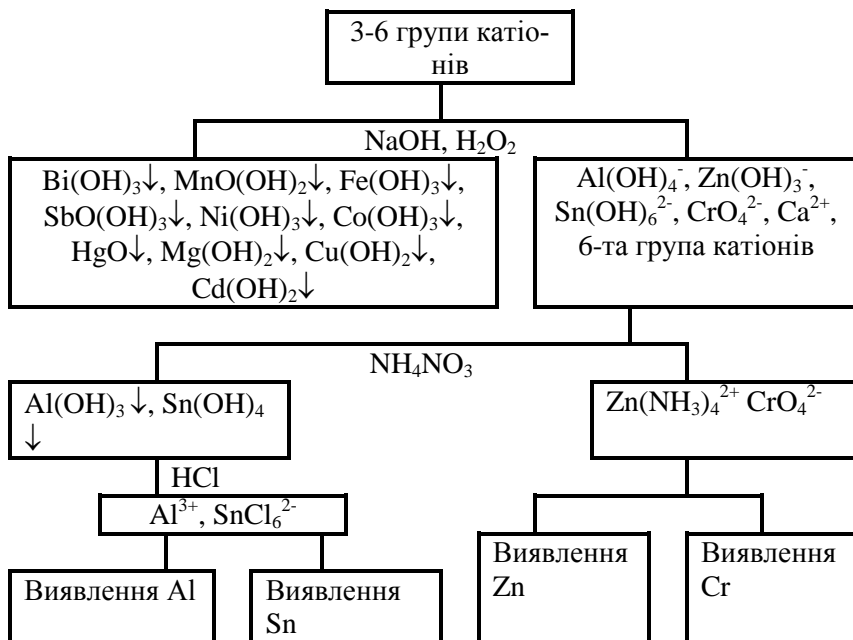 3-6 групи катіо-
нів
NaOH, H₂O₂
Bi(OH)₃↓, MnO(OH)₂↓, Fe(OH)₃↓,
SbO(OH)₃↓, Ni(OH)₃↓, Co(OH)₃↓,
HgO↓, Mg(OH)₂↓, Cu(OH)₂↓,
Cd(OH)₂↓
Al(OH)₄⁻, Zn(OH)₃⁻,
Sn(OH)₆²⁻, CrO₄²⁻, Ca²⁺,
6-та група катіонів
NH₄NO₃
Al(OH)₃↓, Sn(OH)₄
↓
Zn(NH₃)₄²⁺ CrO₄²⁻
HCl
Al³⁺, SnCl₆²⁻
Виявлення Al
Виявлення
Sn
Виявлення
Zn
Виявлення
Cr